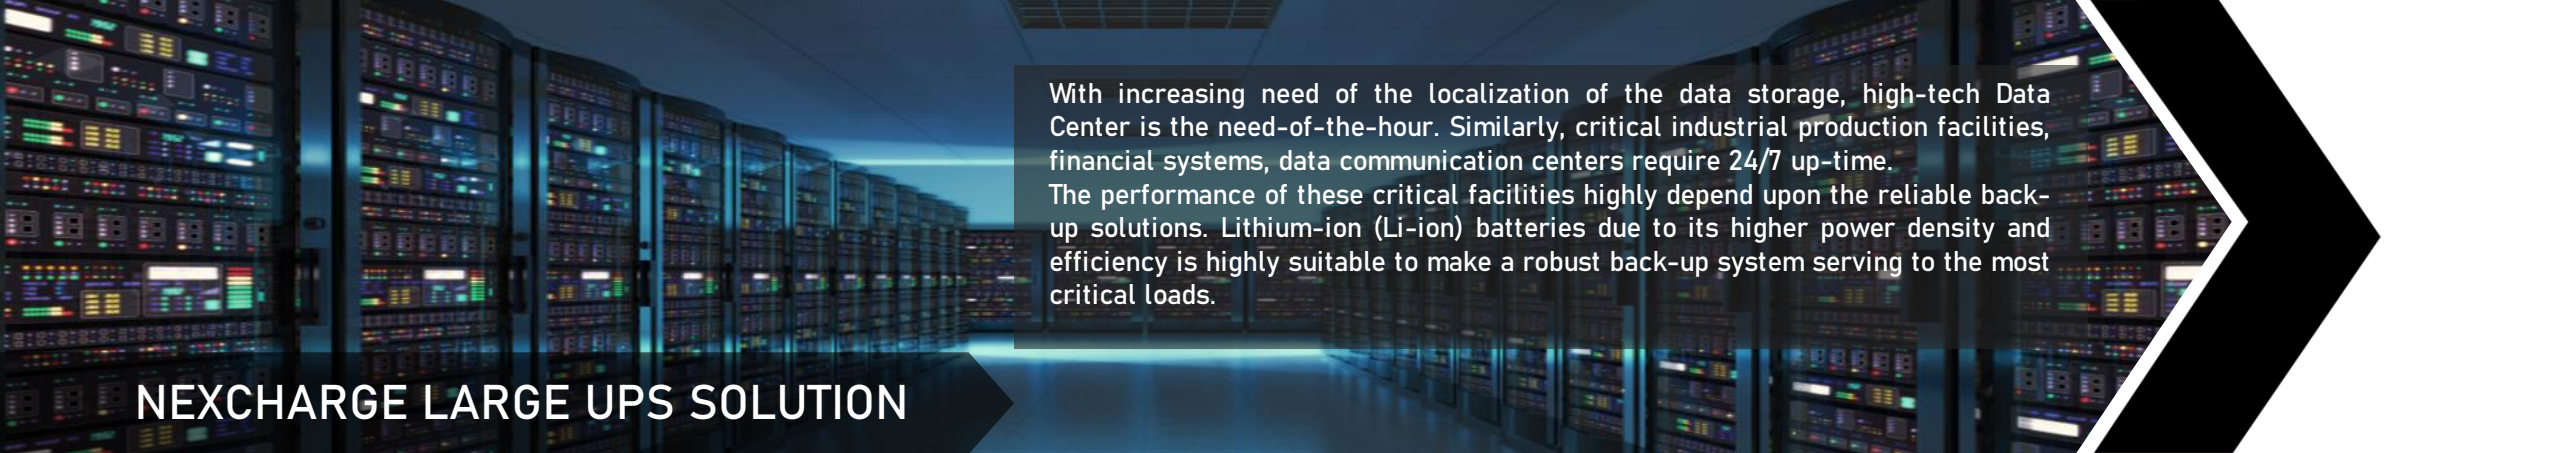 With increasing need of the localization of the data storage, high-tech Data
Center is the need-of-the-hour. Similarly, critical industrial production facilities,
financial systems, data communication centers require 24/7 up-time.
The performance of these critical facilities highly depend upon the reliable back-
up solutions. Lithium-ion (Li-ion) batteries due to its higher power density and
efficiency is highly suitable to make a robust back-up system serving to the most
critical loads.
NEXCHARGE LARGE UPS SOLUTION